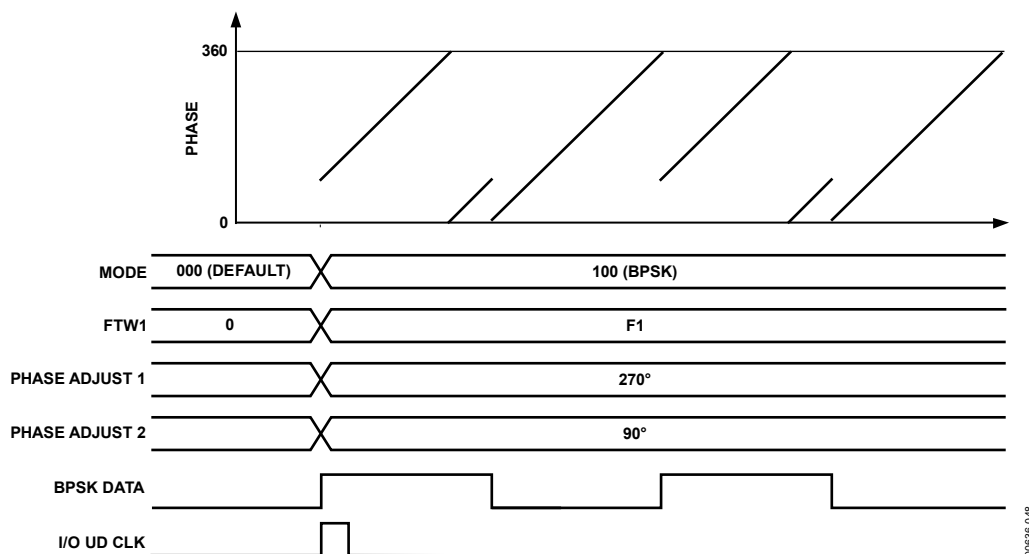 360
PHASE
0
MODE 000 (DEFAULT) 100 (BPSK)
FTW1 0 F1
PHASE ADJUST 1 270°
PHASE ADJUST 2 90°
BPSK DATA
I/O UD CLK